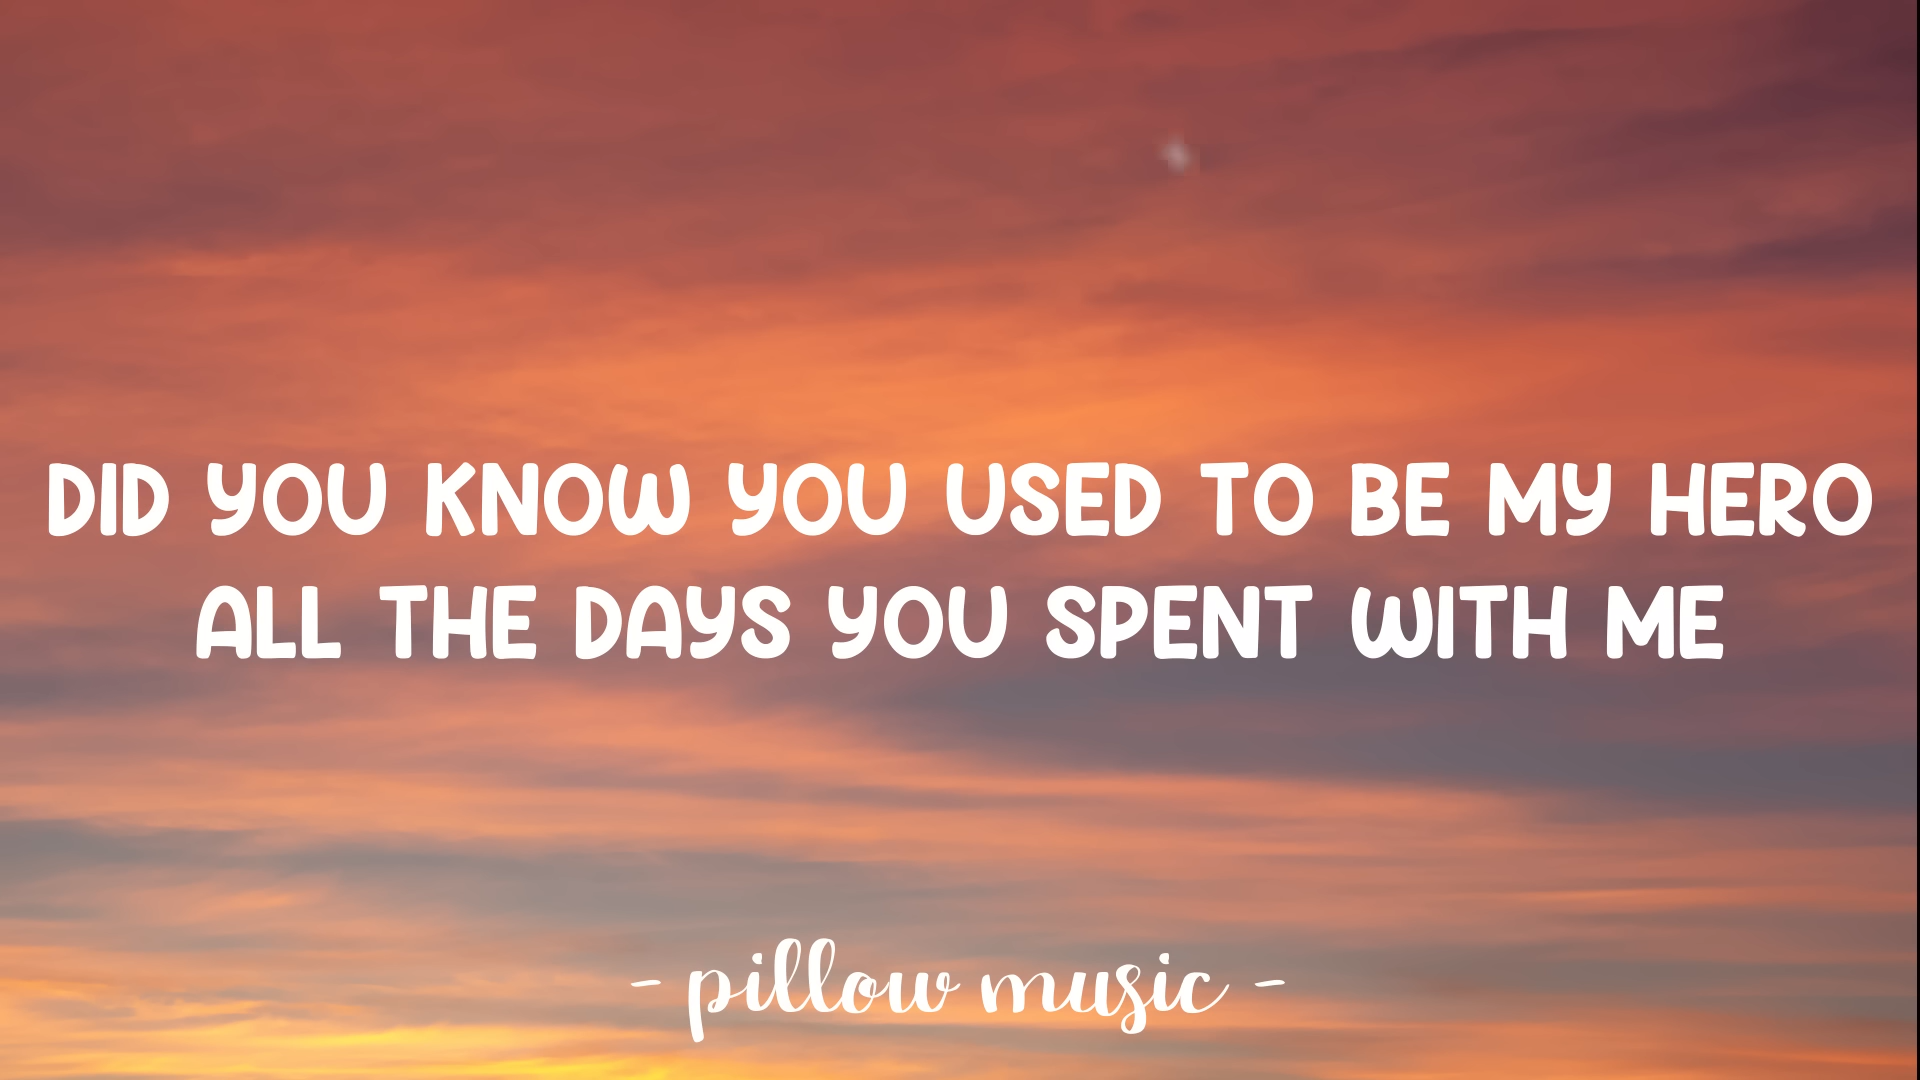 DID YOU KNOW YOU USED TO BE MY HERO
ALL THE DAYS YOU SPENT WITH ME
- pillow music -